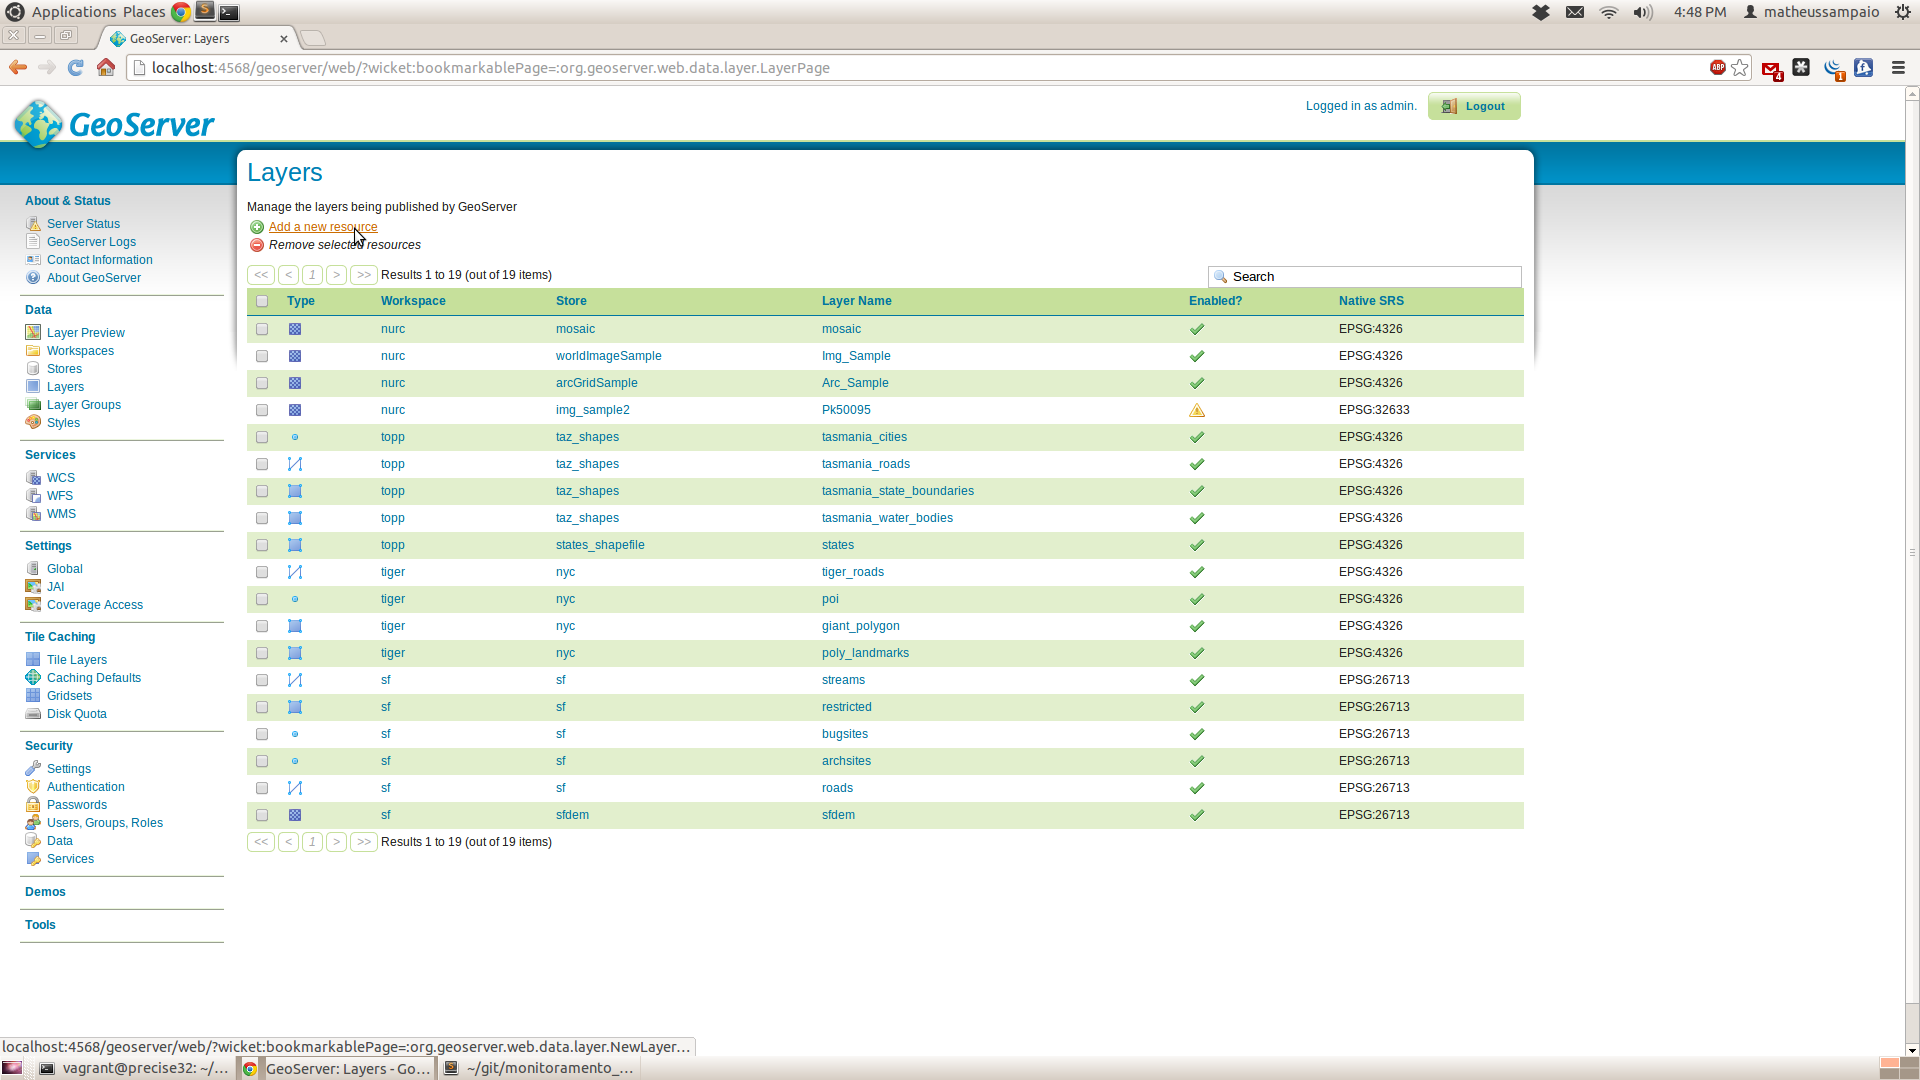 Applications Places 4:48 PM matheussampaio
GeoServer: Layers
localhost:4568/geoserver/web/?wicket:bookmarkablePage=:org.geoserver.web.data.layer.LayerPage ABP 4 1
GeoServer Logged in as admin. Logout
Layers
Manage the layers being published by GeoServer
Add a new resource
Remove selected resources
<< < 1 > >> Results 1 to 19 (out of 19 items) Search
Type Workspace Store Layer Name Enabled? Native SRS
nurc mosaic mosaic EPSG:4326
nurc worldImageSample Img_Sample EPSG:4326
nurc arcGridSample Arc_Sample EPSG:4326
nurc img_sample2 Pk50095 EPSG:32633
topp taz_shapes tasmania_cities EPSG:4326
topp taz_shapes tasmania_roads EPSG:4326
topp taz_shapes tasmania_state_boundaries EPSG:4326
topp taz_shapes tasmania_water_bodies EPSG:4326
topp states_shapefile states EPSG:4326
tiger nyc tiger_roads EPSG:4326
tiger nyc poi EPSG:4326
tiger nyc giant_polygon EPSG:4326
tiger nyc poly_landmarks EPSG:4326
sf sf streams EPSG:26713
sf sf restricted EPSG:26713
sf sf bugsites EPSG:26713
sf sf archsites EPSG:26713
sf sf roads EPSG:26713
sf sfdem sfdem EPSG:26713
<< < 1 > >> Results 1 to 19 (out of 19 items)
About & Status
Server Status
GeoServer Logs
Contact Information
About GeoServer
Data
Layer Preview
Workspaces
Stores
Layers
Layer Groups
Styles
Services
WCS
WFS
WMS
Settings
Global
JAI
Coverage Access
Tile Caching
Tile Layers
Caching Defaults
Gridsets
Disk Quota
Security
Settings
Authentication
Passwords
Users, Groups, Roles
Data
Services
Demos
Tools
localhost:4568/geoserver/web/?wicket:bookmarkablePage=:org.geoserver.web.data.layer.NewLayer...
vagrant@precise32: ~/... GeoServer: Layers - Go... ~/git/monitoramento_...